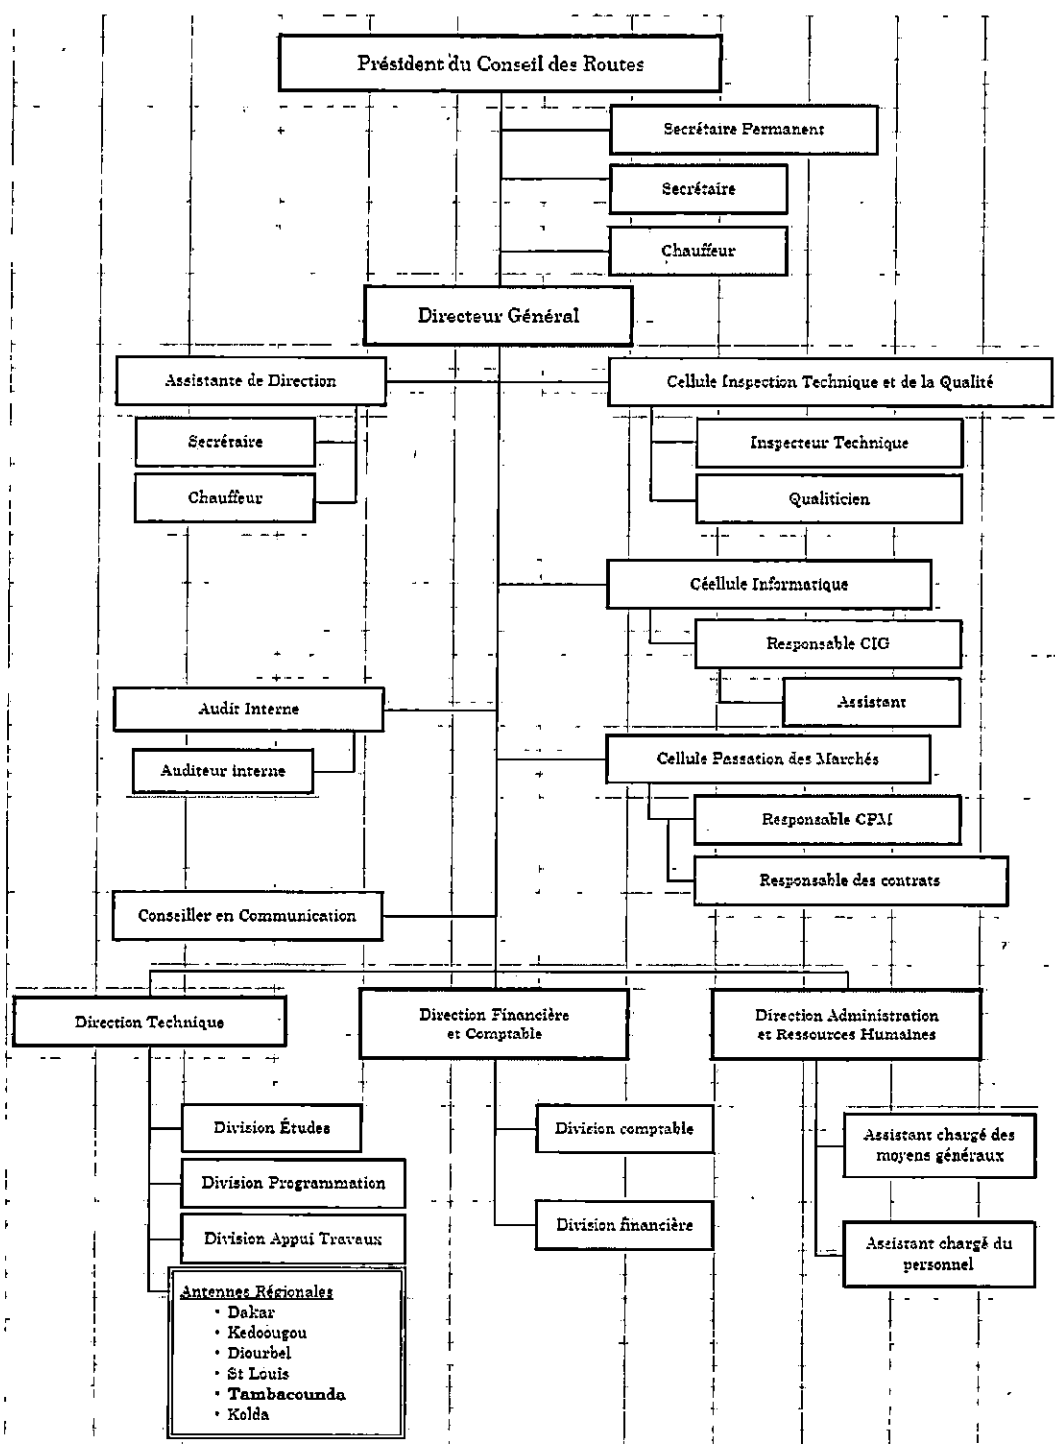 Président du Conseil des Routes
Secrétaire Permanent
Secrétaire
Chauffeur
Directeur Général
Assistante de Direction
Cellule Inspection Technique et de la Qualité
Secrétaire
Inspecteur Technique
Chauffeur
Qualiticien
Céellule Informatique
Responsable CIG
Assistant
Audit Interne
Cellule Passation des Marchés
Auditeur interne
Responsable CPM
Responsable des contrats
Conseiller en Communication
Direction Technique
Direction Financière
et Comptable
Direction Administration
et Ressources Humaines
Division Études
Division Programmation
Division Appui Travaux
Antennes Régionales
• Dakar
• Kedoougou
• Diourbel
• St Louis
• Tambacounda
• Kolda
Division comptable
Division financière
Assistant chargé des
moyens généraux
Assistant chargé du
personnel